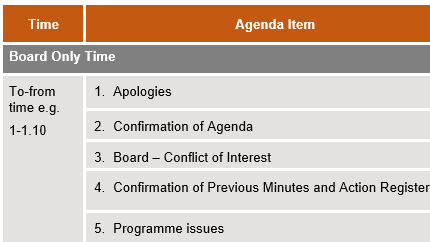 Time Agenda Item
Board Only Time
To-from 1. Apologies
time e.g.
1-1.10 2. Confirmation of Agenda
3. Board – Conflict of Interest
4. Confirmation of Previous Minutes and Action Register
5. Programme issues